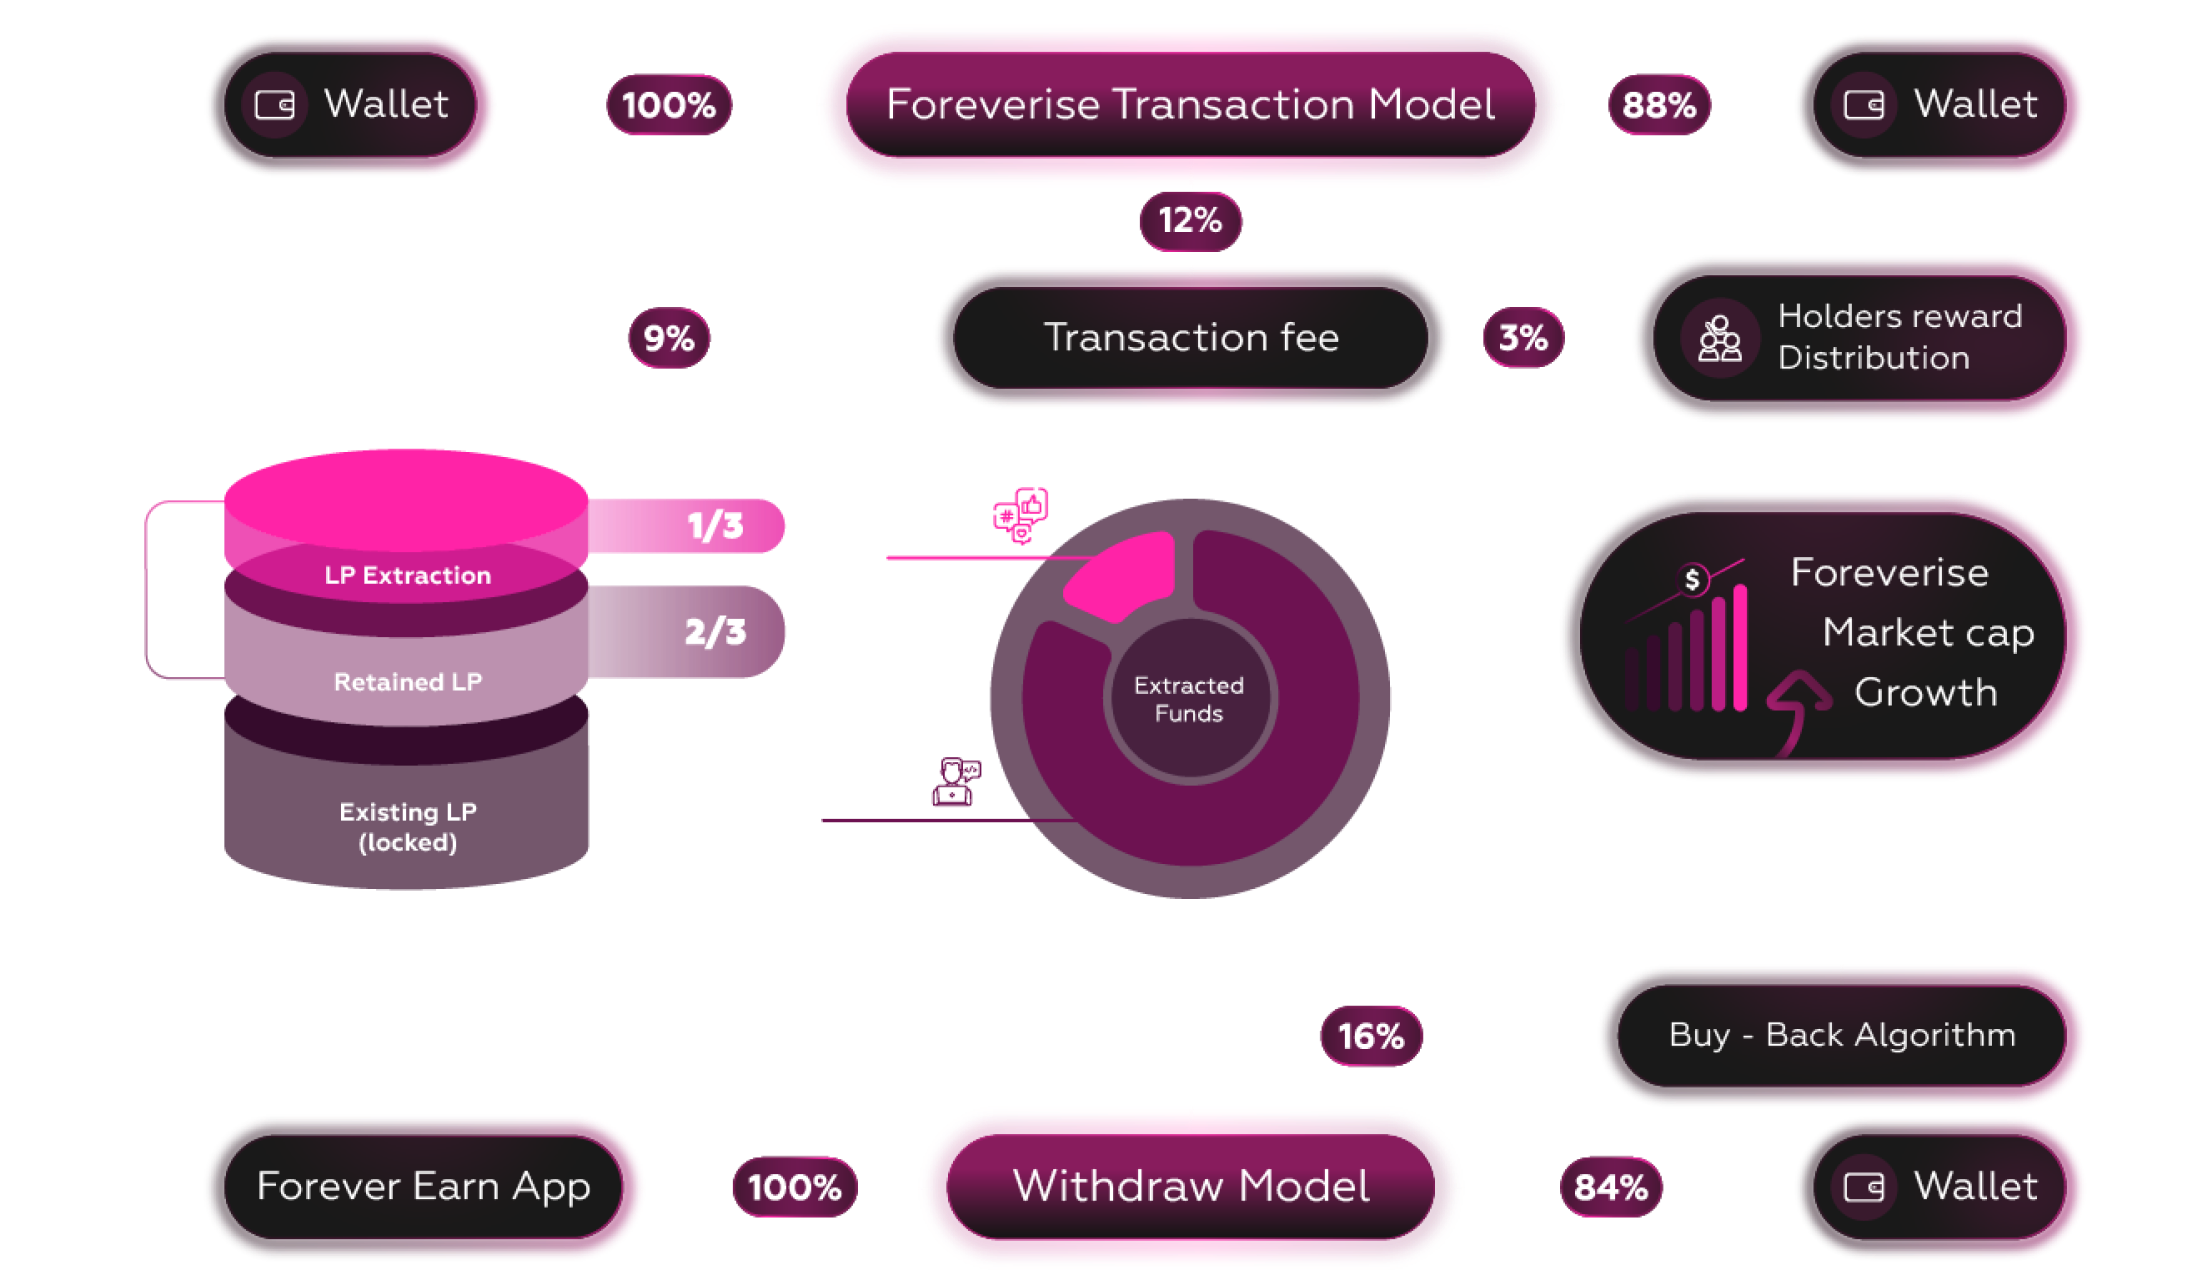 Wallet
100%
Foreverise Transaction Model
88%
Wallet
12%
9%
Transaction fee
3%
Holders reward
Distribution
1/3
LP Extraction
2/3
Retained LP
Existing LP
(locked)
#
</>
Extracted
Funds
$
Foreverise
Market cap
Growth
16%
Buy - Back Algorithm
Forever Earn App
100%
Withdraw Model
84%
Wallet